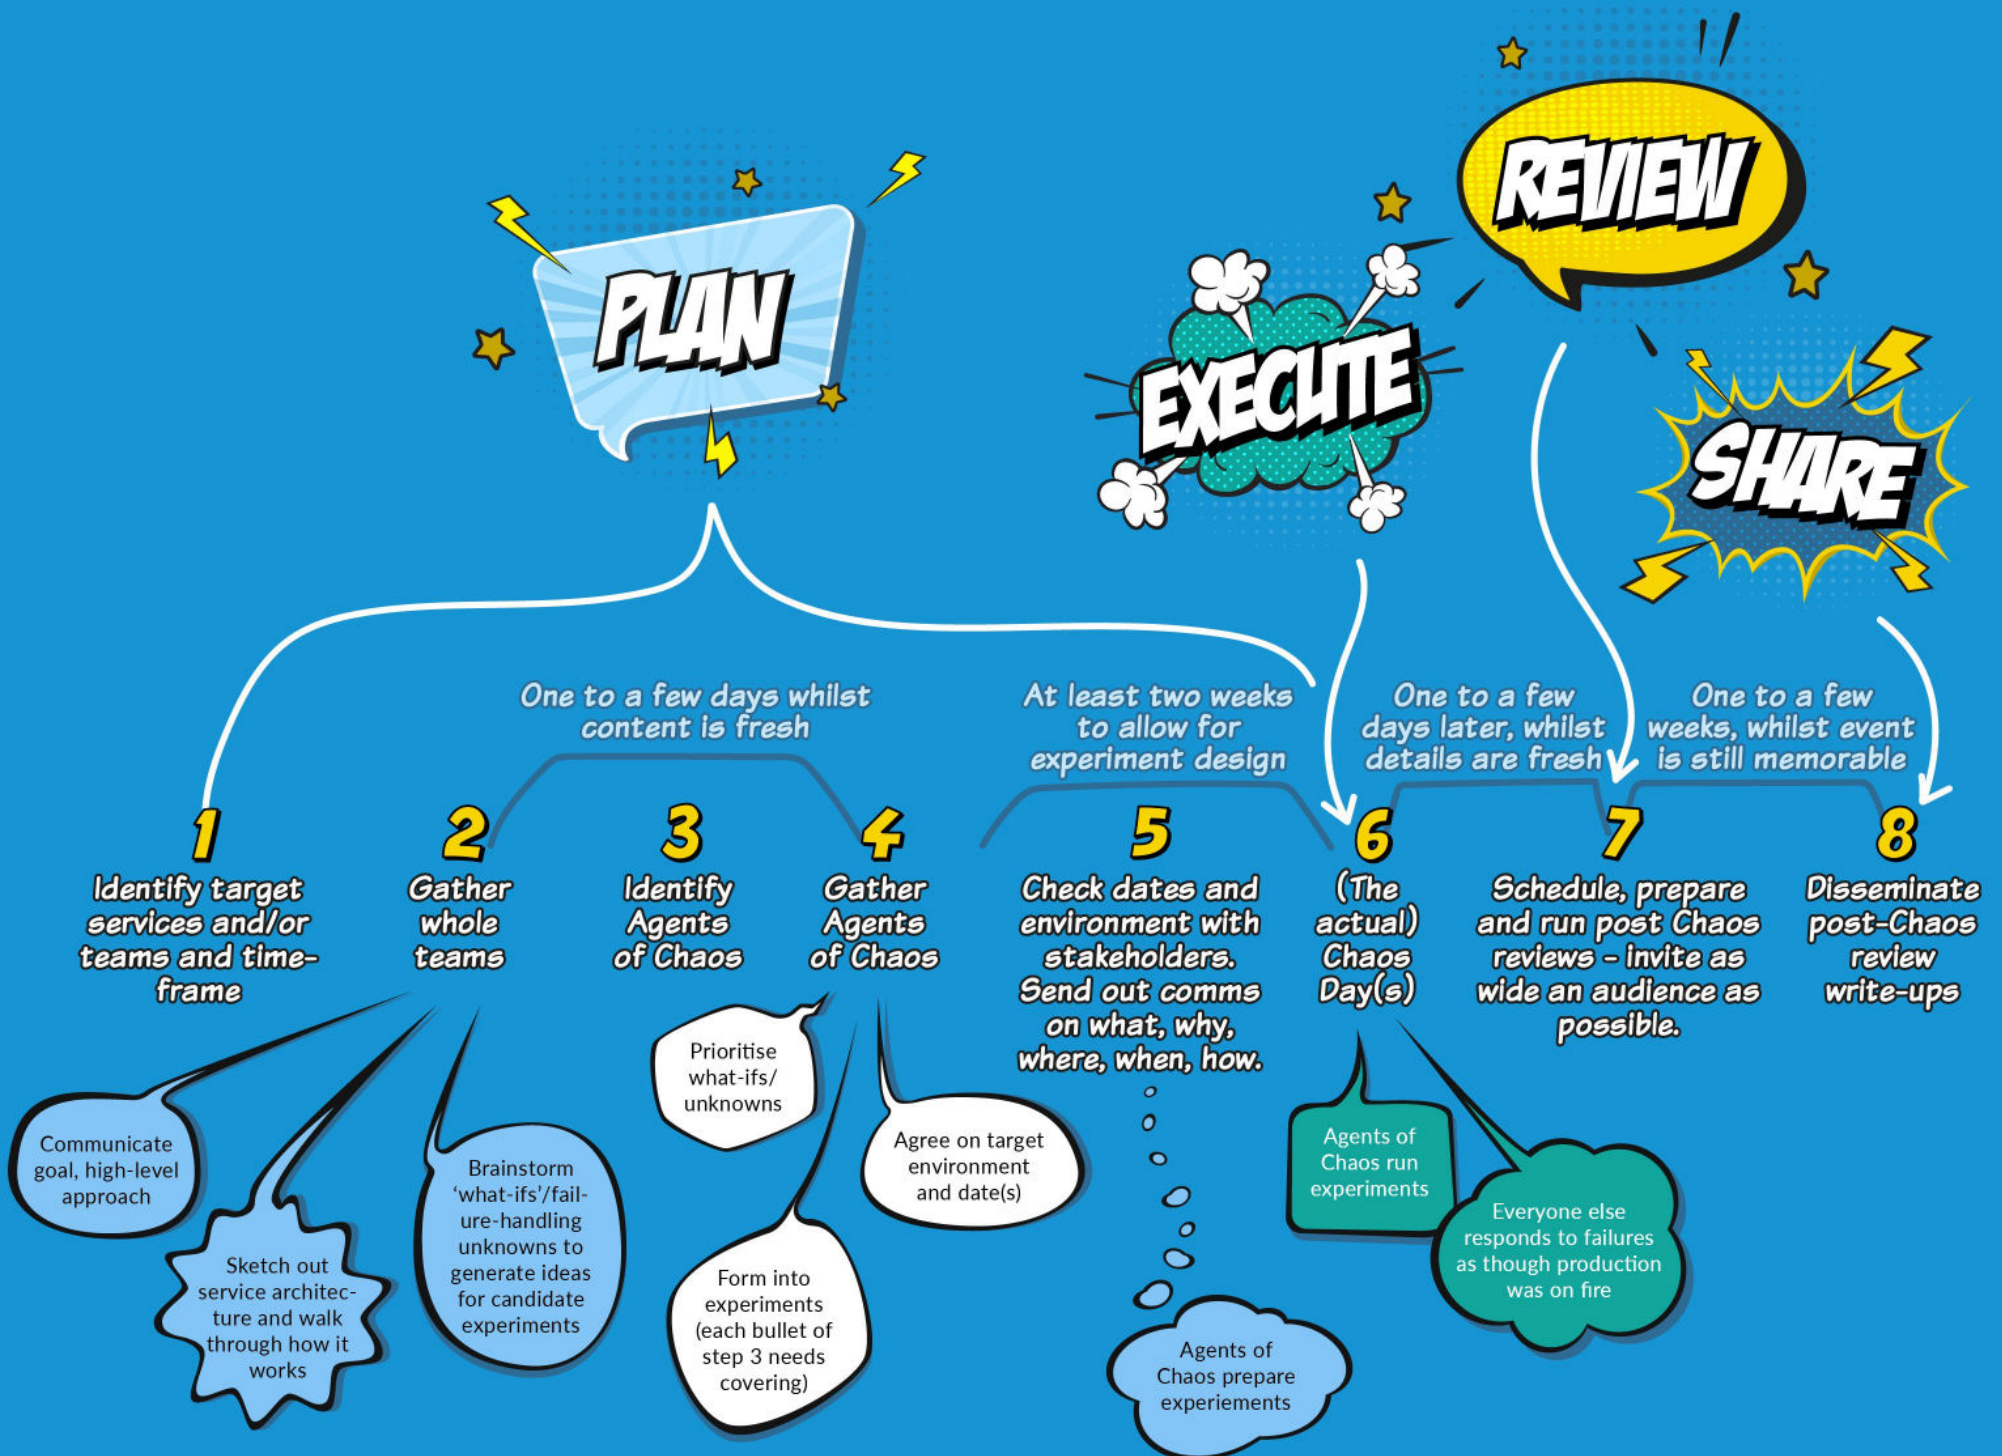 PLAN
EXECUTE
REVIEW
SHARE
One to a few days whilst
content is fresh
At least two weeks
to allow for
experiment design
One to a few
days later, whilst
details are fresh
One to a few
weeks, whilst event
is still memorable
1
Identify target
services and/or
teams and time-
frame
2
Gather
whole
teams
Communicate
goal, high-level
approach
Sketch out
service architec-
ture and walk
through how it
works
Brainstorm
‘what-ifs’/fail-
ure-handling
unknowns to
generate ideas
for candidate
experiments
3
Identify
Agents
of Chaos
4
Gather
Agents
of Chaos
Prioritise
what-ifs/
unknowns
Form into
experiments
(each bullet of
step 3 needs
covering)
Agree on target
environment
and date(s)
5
Check dates and
environment with
stakeholders.
Send out comms
on what, why,
where, when, how.
Agents of
Chaos prepare
experiements
6
(The
actual)
Chaos
Day(s)
Agents of
Chaos run
experiments
Everyone else
responds to failures
as though production
was on fire
7
Schedule, prepare
and run post Chaos
reviews - invite as
wide an audience as
possible.
8
Disseminate
post-Chaos
review
write-ups